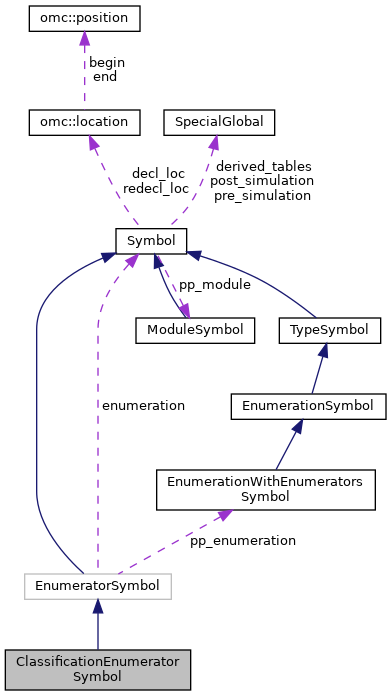 omc::position
begin
end
omc::location
SpecialGlobal
decl_loc
redecl_loc
derived_tables
post_simulation
pre_simulation
Symbol
pp_module
ModuleSymbol
TypeSymbol
enumeration
EnumerationSymbol
EnumerationWithEnumerators
Symbol
pp_enumeration
EnumeratorSymbol
ClassificationEnumerator
Symbol